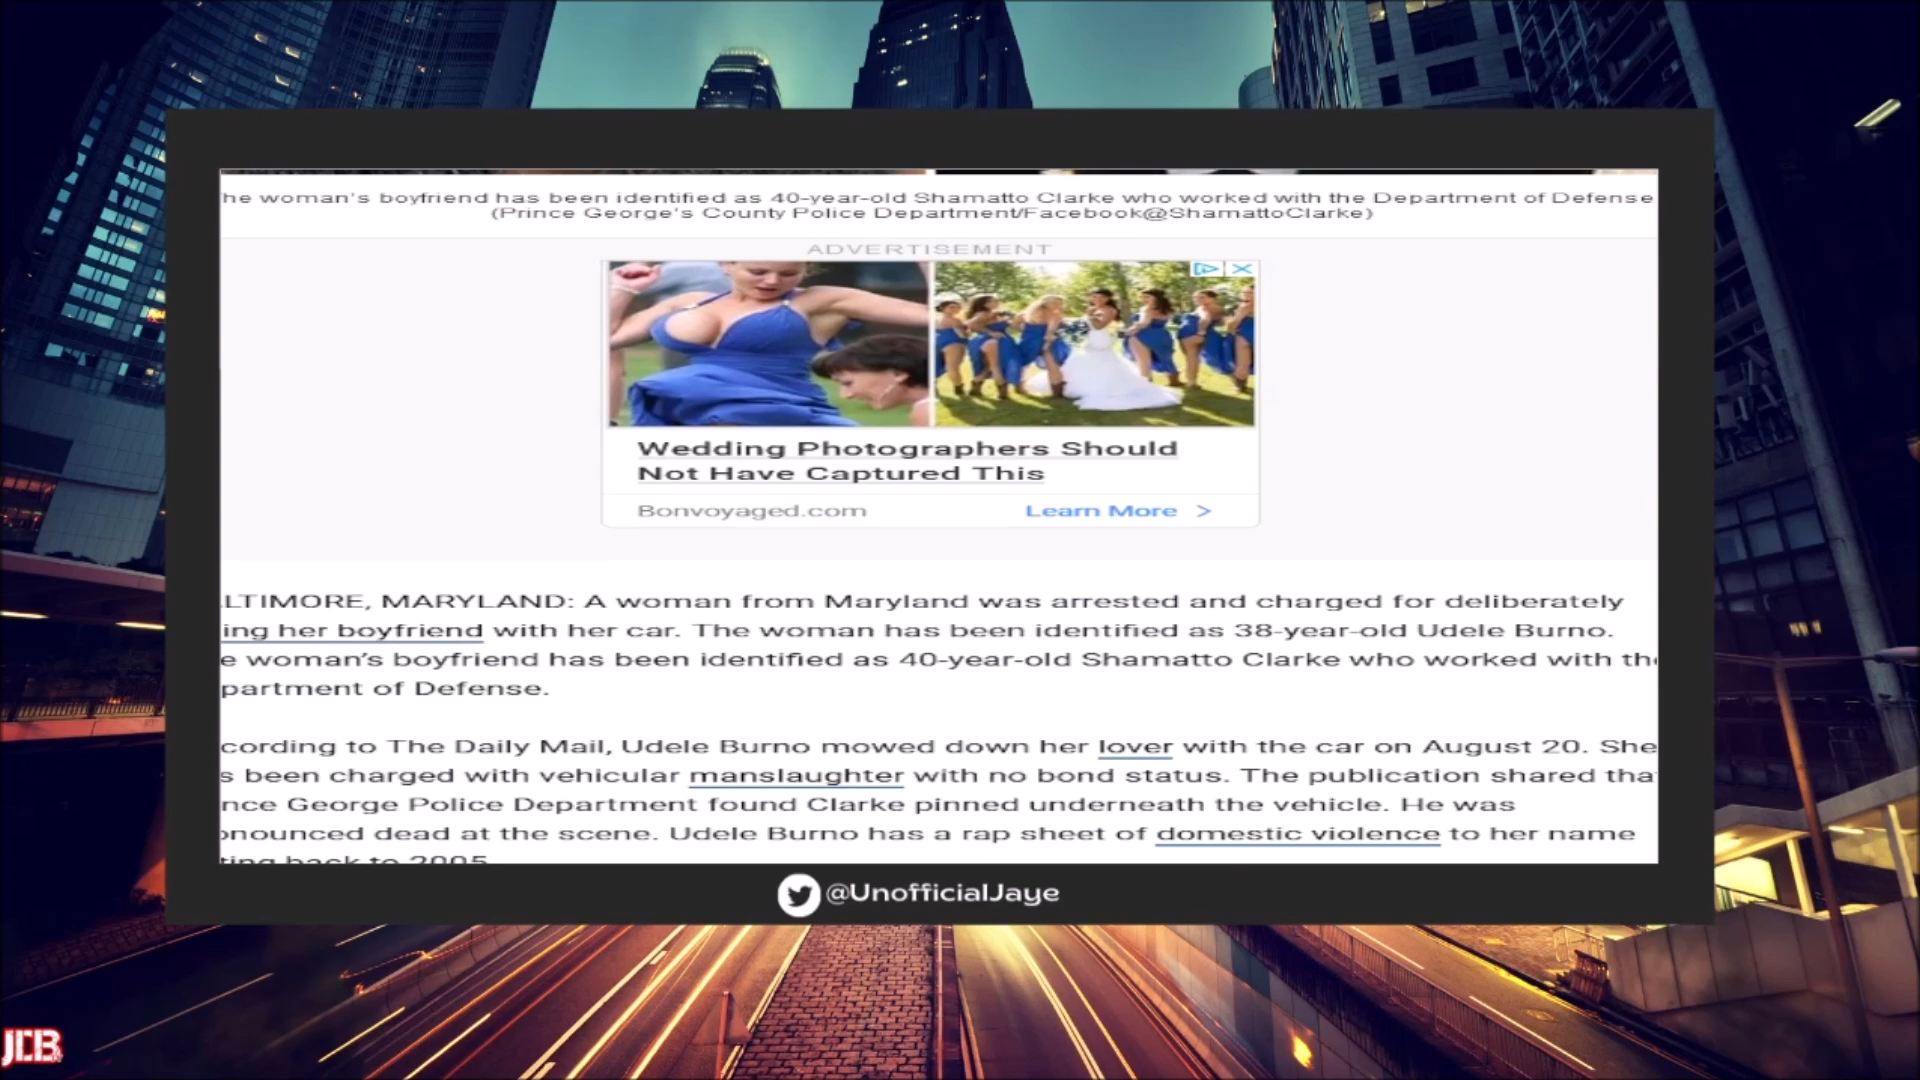 he woman's boyfriend has been identified as 40-year-old Shamatto Clarke who worked with the Department of Defense
(Prince George's County Police Department/Facebook@ShamattoClarke)
ADVERTISEMENT
Wedding Photographers Should
Not Have Captured This
Bonvoyaged.com
Learn More >
LTIMORE, MARYLAND: A woman from Maryland was arrested and charged for deliberately
ing her boyfriend with her car. The woman has been identified as 38-year-old Udele Burno.
e woman's boyfriend has been identified as 40-year-old Shamatto Clarke who worked with the
partment of Defense.
cording to The Daily Mail, Udele Burno mowed down her lover with the car on August 20. She
s been charged with vehicular manslaughter with no bond status. The publication shared tha
nce George Police Department found Clarke pinned underneath the vehicle. He was
onounced dead at the scene. Udele Burno has a rap sheet of domestic violence to her name
ting back to 2005
@UnofficialJaye
JCB